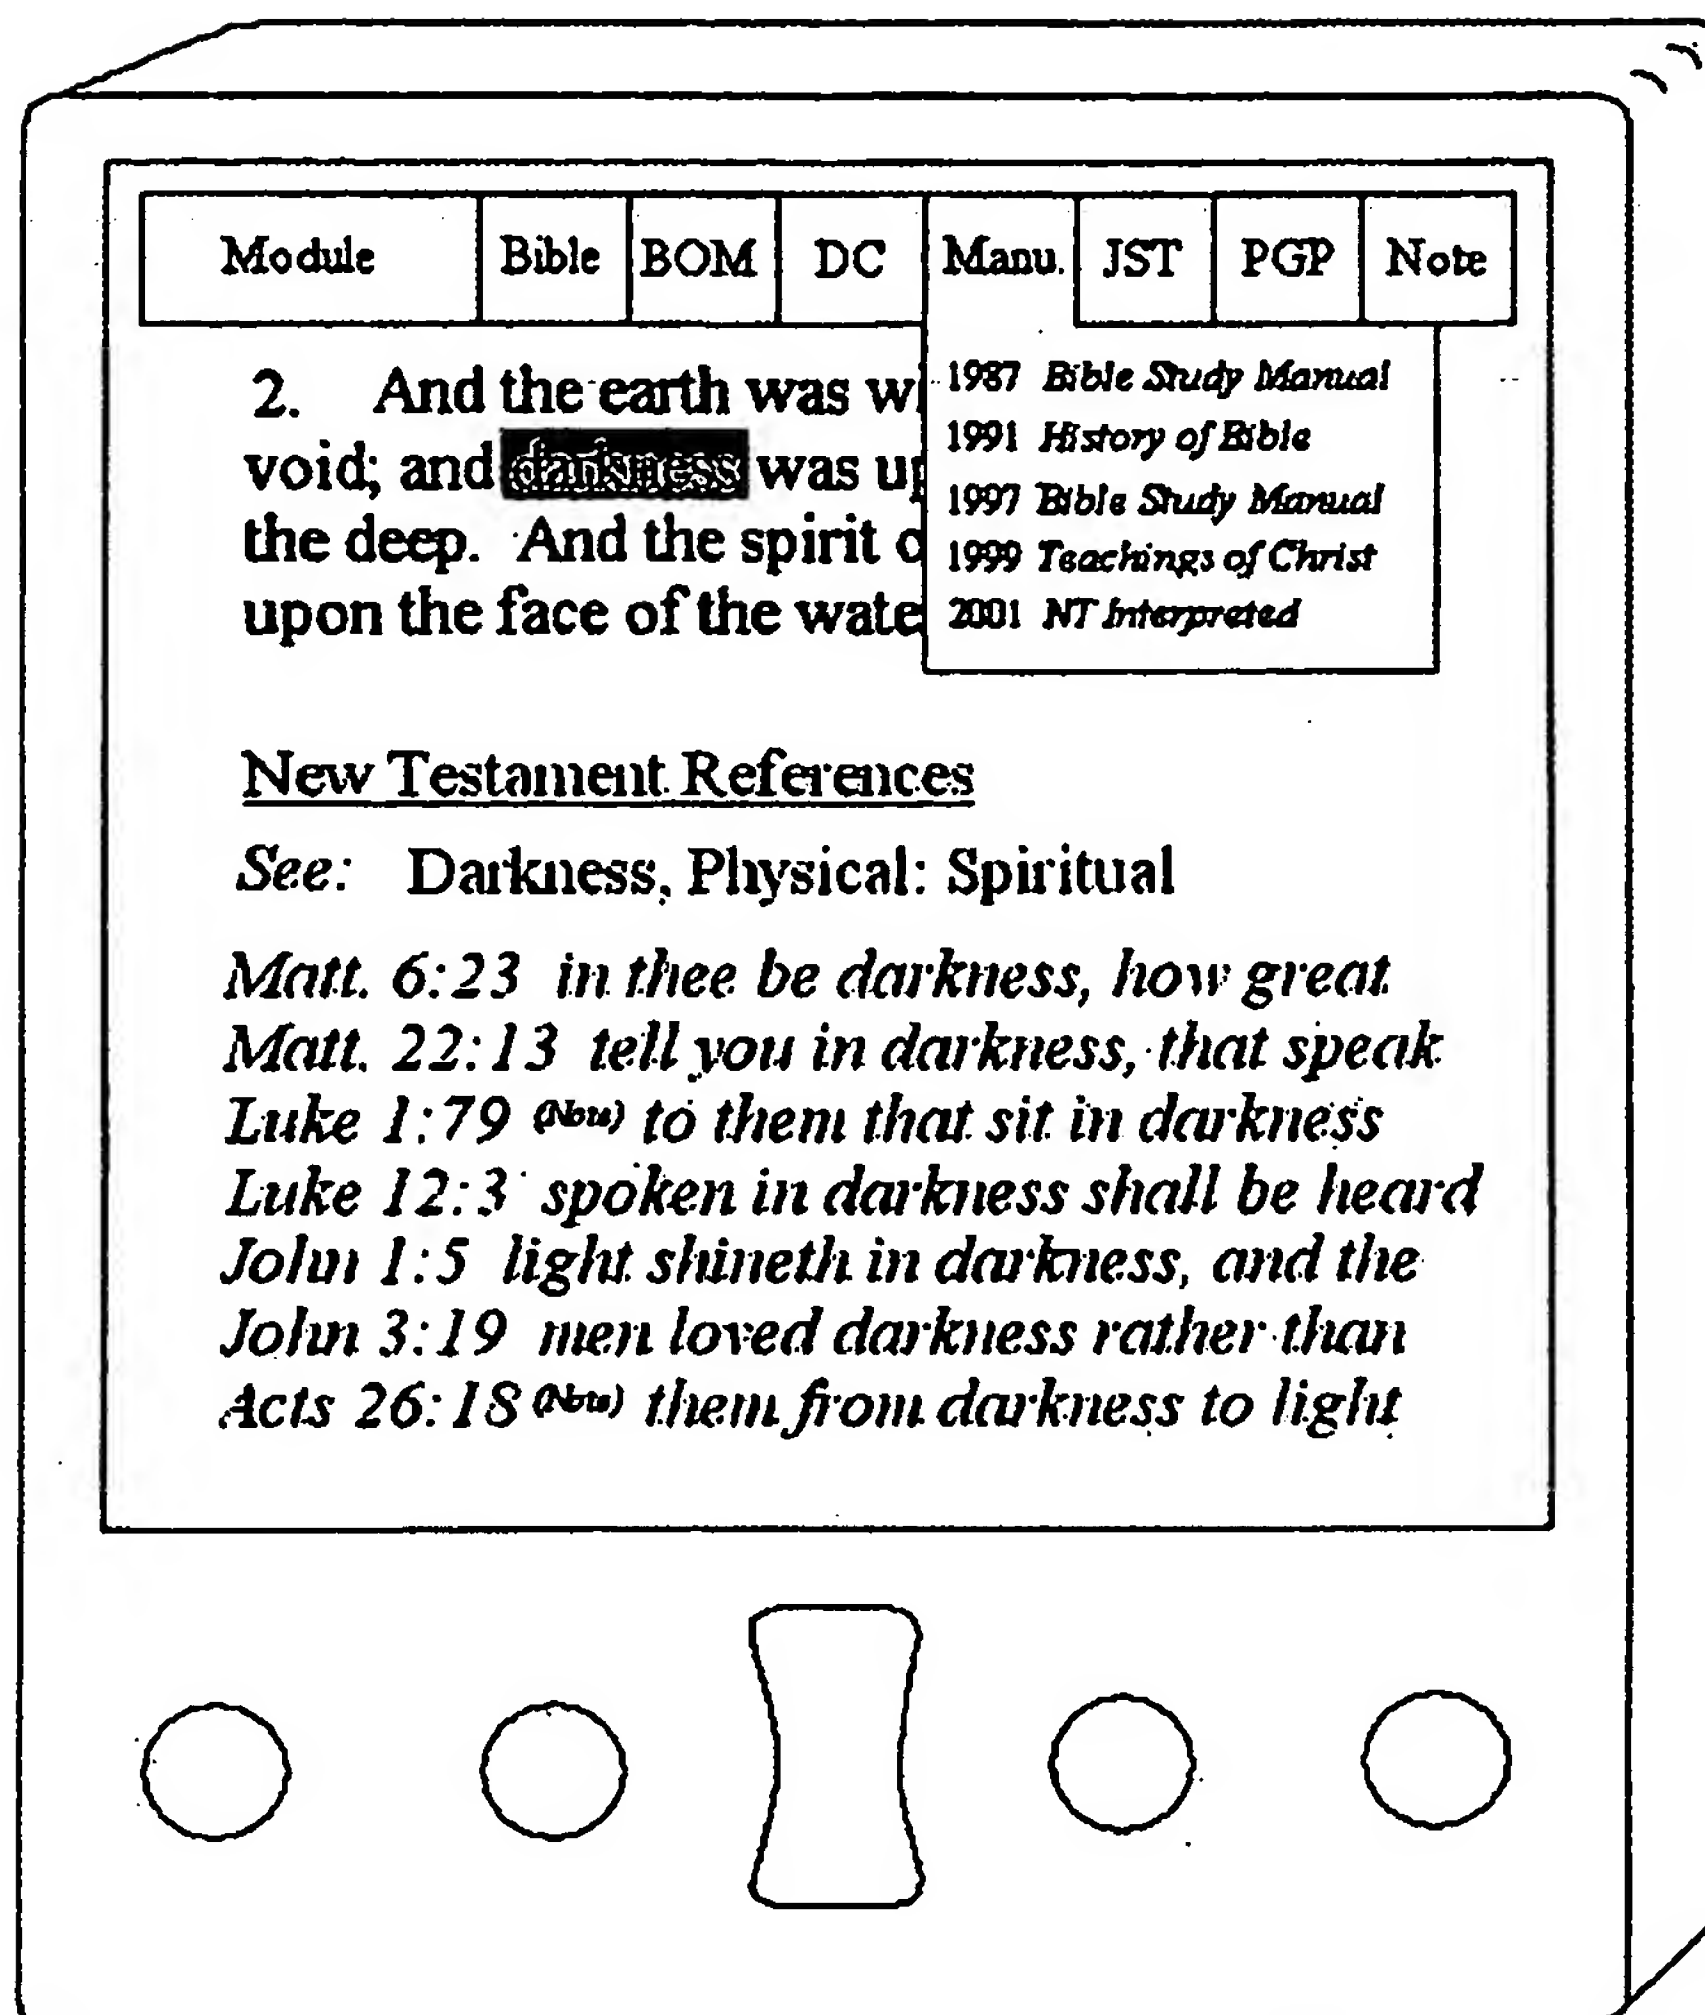 Module Bible BOM DC Manu. JST PGP Note
1987 Bible Study Manual
1991 History of Bible
1997 Bible Study Manual
1999 Teachings of Christ
2001 NT Interpreted
2. And the earth was w
void; and darkness was up
the deep. And the spirit o
upon the face of the wate
New Testament References
See: Darkness, Physical: Spiritual
Matt. 6:23 in thee be darkness, how great
Matt. 22:13 tell you in darkness, that speak
Luke 1:79 (Note) to them that sit in darkness
Luke 12:3 spoken in darkness shall be heard
John 1:5 light shineth in darkness, and the
John 3:19 men loved darkness rather than
Acts 26:18 (Note) them from darkness to light